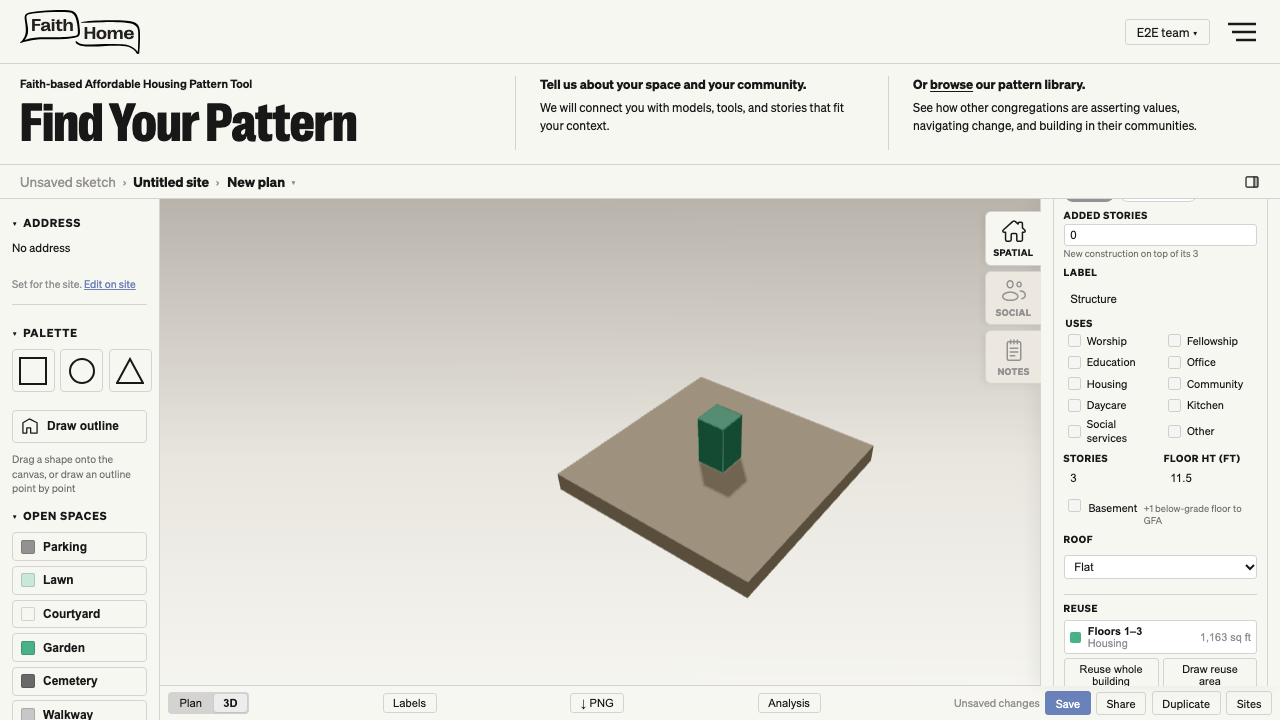 Faith
Home
E2E team ▾
Faith-based Affordable Housing Pattern Tool
Find Your Pattern
Tell us about your space and your community.
We will connect you with models, tools, and stories that fit
your context.
Or browse our pattern library.
See how other congregations are asserting values,
navigating change, and building in their communities.
Unsaved sketch › Untitled site › New plan ▾
▾ ADDRESS
No address
Set for the site. Edit on site
▾ PALETTE
Draw outline
Drag a shape onto the
canvas, or draw an outline
point by point
▾ OPEN SPACES
Parking
Lawn
Courtyard
Garden
Cemetery
Walkway
SPATIAL
SOCIAL
NOTES
ADDED STORIES
0
New construction on top of its 3
LABEL
Structure
USES
Worship
Fellowship
Education
Office
Housing
Community
Daycare
Kitchen
Social
services
Other
STORIES
FLOOR HT (FT)
3
11.5
Basement
+1 below-grade floor to
GFA
ROOF
Flat
REUSE
Floors 1–3
Housing
1,163 sq ft
Reuse whole
building
Draw reuse
area
Plan
3D
Labels
↓ PNG
Analysis
Unsaved changes
Save
Share
Duplicate
Sites